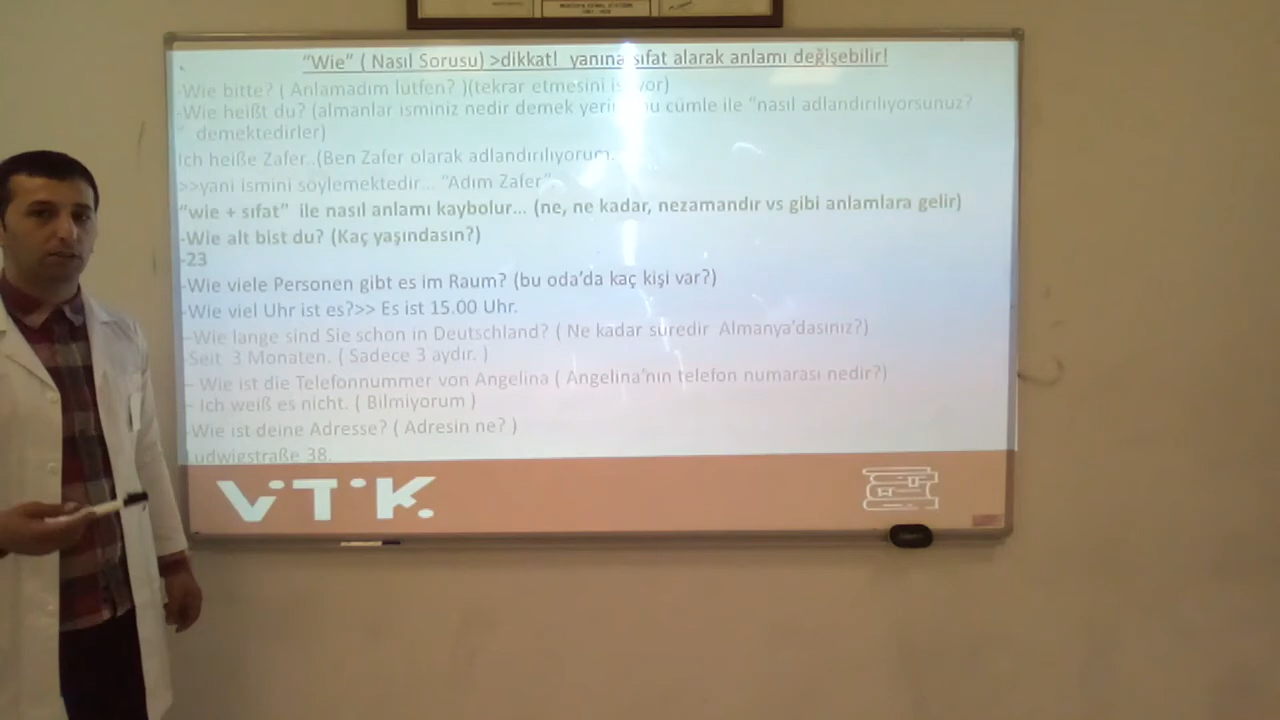 "Wie" ( Nasıl Sorusu) >dikkat! yanına sıfat alarak anlamı değişebilir!
-Wie bitte? ( Anlamadım lütfen? )(tekrar etmesini
-Wie heißt du? (almanlar isminiz nedir demek bu cümle ile "nasıl adlandırılıyorsunuz?
" demektedirler)
Ich heiße Zafer..(Ben Zafer olarak adlandırılıyorum.
>>yani ismini söylemektedir... "Adım Zafer"
"wie + sıfat" ile nasıl anlamı kaybolur... (ne, ne kadar, nezamandır vs gibi anlamlara gelir)
-Wie alt bist du? (Kaç yaşındasın?)
-23
-Wie viele Personen gibt es im Raum? (bu oda'da kaç kişi var?)
-Wie viel Uhr ist es?>> Es ist 15.00 Uhr.
-Wie lange sind Sie schon in Deutschland? ( Ne kadar süredir Almanya'dasınız?)
-Seit 3 Monaten. ( Sadece 3 aydır. )
- Wie ist die Telefonnummer von Angelina ( Angelina'nın telefon numarası nedir?)
- Ich weiß es nicht. ( Bilmiyorum )
-Wie ist deine Adresse? ( Adresin ne? )
Ludwigstraße 38.
VİTİK.